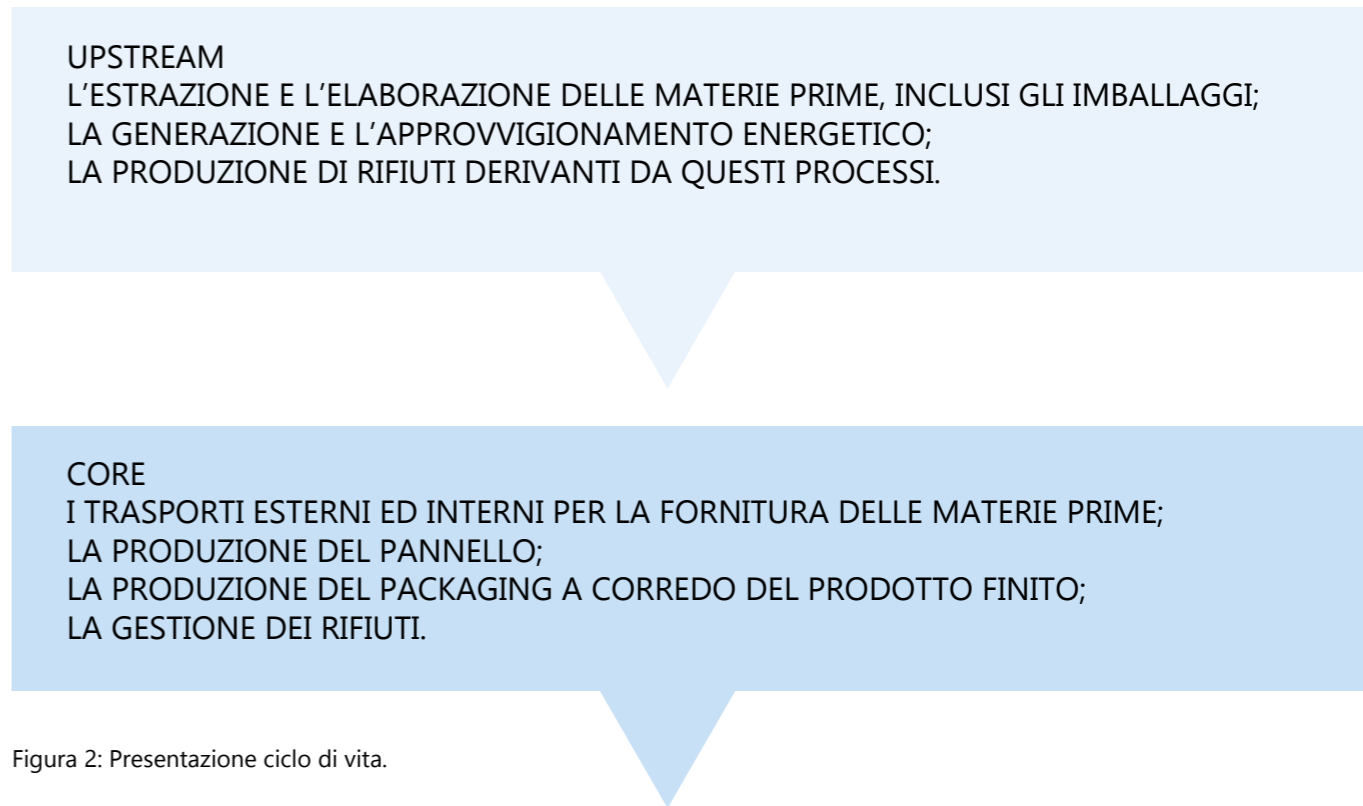 UPSTREAM
L’ESTRAZIONE E L’ELABORAZIONE DELLE MATERIE PRIME, INCLUSI GLI IMBALLAGGI;
LA GENERAZIONE E L’APPROVVIGIONAMENTO ENERGETICO;
LA PRODUZIONE DI RIFIUTI DERIVANTI DA QUESTI PROCESSI.
CORE
I TRASPORTI ESTERNI ED INTERNI PER LA FORNITURA DELLE MATERIE PRIME;
LA PRODUZIONE DEL PANNELLO;
LA PRODUZIONE DEL PACKAGING A CORREDO DEL PRODOTTO FINITO;
LA GESTIONE DEI RIFIUTI.
Figura 2: Presentazione ciclo di vita.